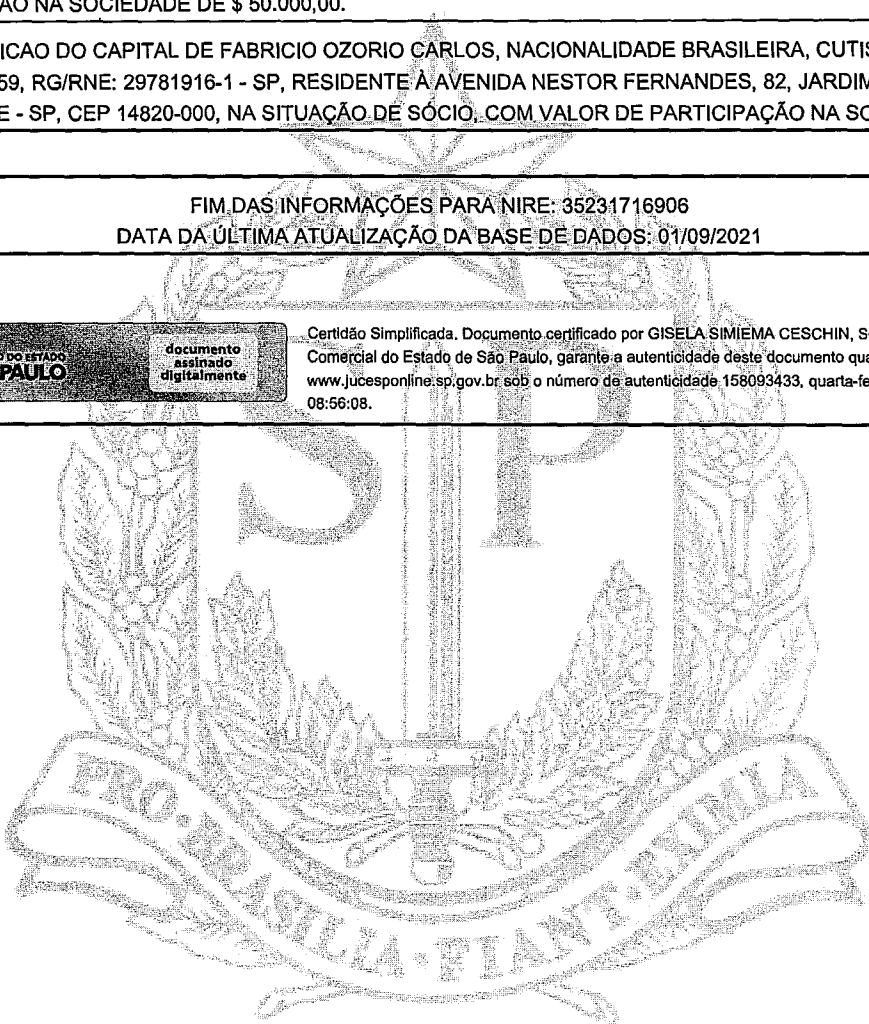 ÃO NA SOCIEDADE DE $ 50.000,00.
ICAO DO CAPITAL DE FABRICIO OZORIO CARLOS, NACIONALIDADE BRASILEIRA, CUTIS
59, RG/RNE: 29781916-1 - SP, RESIDENTE À AVENIDA NESTOR FERNANDES, 82, JARDIM
E - SP, CEP 14820-000, NA SITUAÇÃO DE SÓCIO, COM VALOR DE PARTICIPAÇÃO NA SO
FIM DAS INFORMAÇÕES PARA NIRE: 35231716906
DATA DA ÚLTIMA ATUALIZAÇÃO DA BASE DE DADOS: 01/09/2021
O DO ESTADO
PAULO
documento
assinado
digitalmente
Certidão Simplificada. Documento certificado por GISELA SIMIEMA CESCHIN, S
Comercial do Estado de São Paulo, garante a autenticidade deste documento qua
www.jucesponline.sp.gov.br sob o número de autenticidade 158093433, quarta-fe
08:56:08.
SP
PRO·BRASILIA·FIANT·EXIMIA